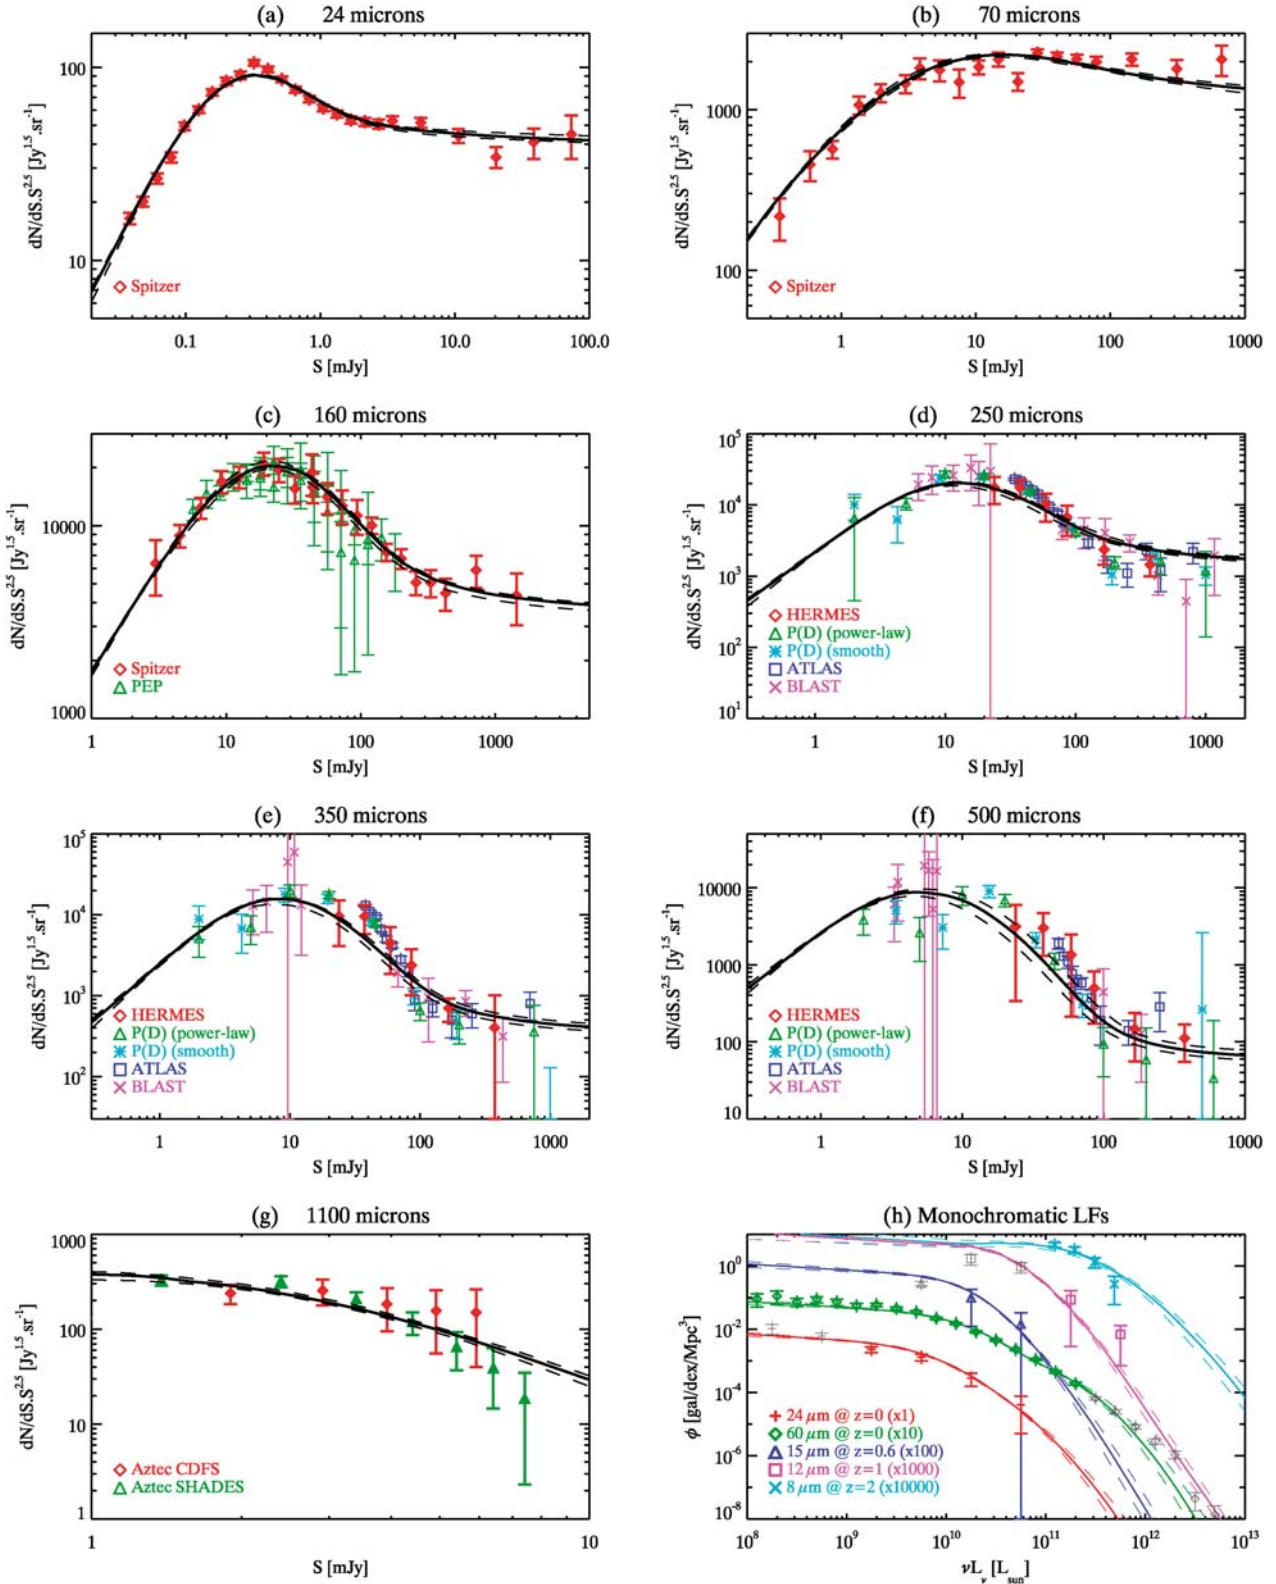 (a) 24 microns
dN/dS.S^2.5 [Jy^1.5.sr^-1]
100
10
Spitzer
0.1 1.0 10.0 100.0
S [mJy]
(b) 70 microns
dN/dS.S^2.5 [Jy^1.5.sr^-1]
1000
100
Spitzer
1 10 100 1000
S [mJy]
(c) 160 microns
dN/dS.S^2.5 [Jy^1.5.sr^-1]
10000
1000
Spitzer
PEP
1 10 100 1000
S [mJy]
(d) 250 microns
dN/dS.S^2.5 [Jy^1.5.sr^-1]
10^5
10^4
10^3
10^2
10^1
HERMES
P(D) (power-law)
P(D) (smooth)
ATLAS
BLAST
1 10 100 1000
S [mJy]
(e) 350 microns
dN/dS.S^2.5 [Jy^1.5.sr^-1]
10^5
10^4
10^3
10^2
HERMES
P(D) (power-law)
P(D) (smooth)
ATLAS
BLAST
1 10 100 1000
S [mJy]
(f) 500 microns
dN/dS.S^2.5 [Jy^1.5.sr^-1]
10000
1000
100
10
HERMES
P(D) (power-law)
P(D) (smooth)
ATLAS
BLAST
1 10 100 1000
S [mJy]
(g) 1100 microns
dN/dS.S^2.5 [Jy^1.5.sr^-1]
1000
100
10
1
Aztec CDFS
Aztec SHADES
1 10
S [mJy]
(h) Monochromatic LFs
ϕ [gal/dex/Mpc^3]
10^0
10^-2
10^-4
10^-6
10^-8
24 μm @ z=0 (x1)
60 μm @ z=0 (x10)
15 μm @ z=0.6 (x100)
12 μm @ z=1 (x1000)
8 μm @ z=2 (x10000)
10^8 10^9 10^10 10^11 10^12 10^13
νL_ν [L_sun]